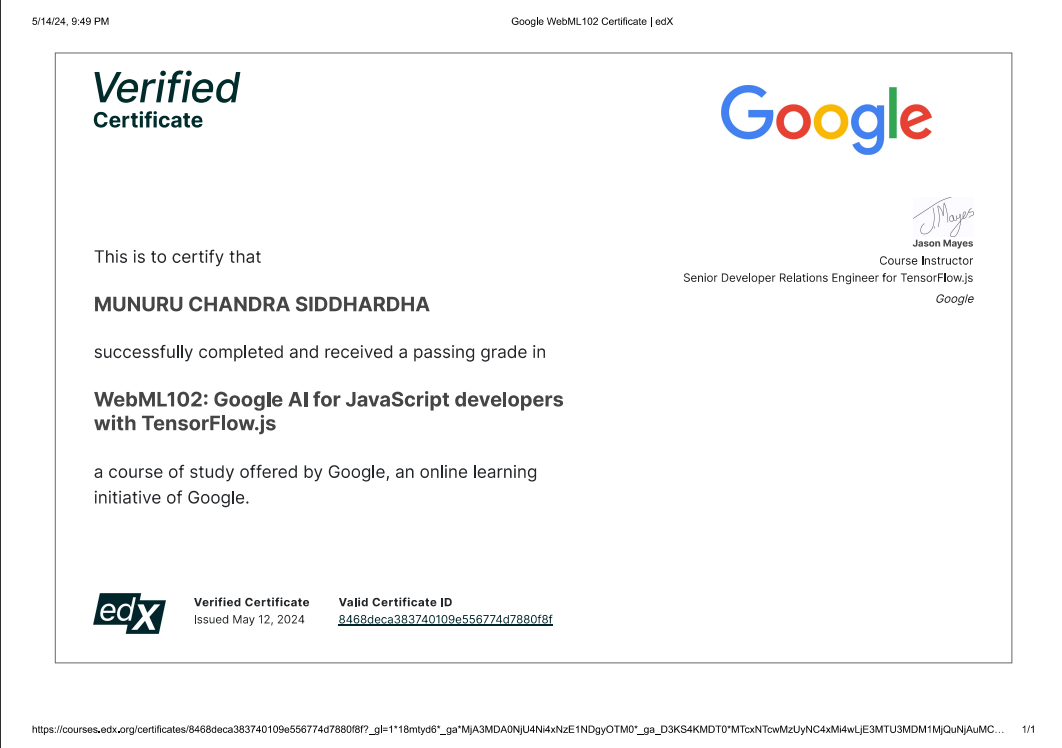 5/14/24, 9:49 PM
Google WebML102 Certificate | edX
Verified
Certificate
Google
J.Mayes
Jason Mayes
Course Instructor
Senior Developer Relations Engineer for TensorFlow.js
Google
This is to certify that
MUNURU CHANDRA SIDDHARDHA
successfully completed and received a passing grade in
WebML102: Google AI for JavaScript developers
with TensorFlow.js
a course of study offered by Google, an online learning
initiative of Google.
edX
Verified Certificate
Issued May 12, 2024
Valid Certificate ID
8468deca383740109e556774d7880f8f
https://courses.edx.org/certificates/8468deca383740109e556774d7880f8f?_gl=1*18mtyd6*_ga*MjA3MDA0NjU4Ni4xNzE1NDgyOTM0*_ga_D3KS4KMDT0*MTcxNTcwMzUyNC4xMi4wLjE3MTU3MDM1MjQuNjAuMC…
1/1